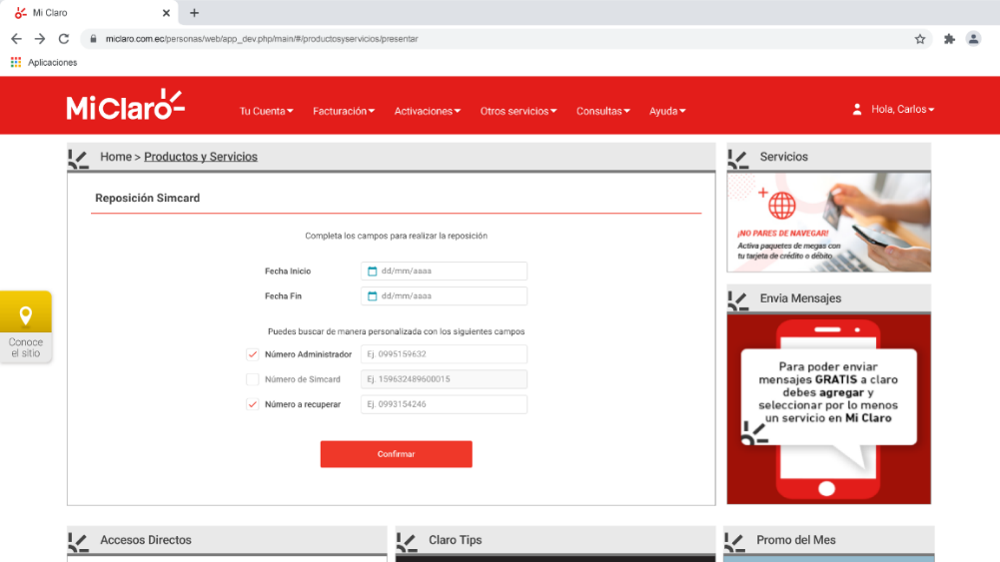 Mi Claro
miclaro.com.ec/personas/web/app_dev.php/main/#/productosyservicios/presentar
Aplicaciones
MiClaro
Tu Cuenta
Facturación
Activaciones
Otros servicios
Consultas
Ayuda
Hola, Carlos
Home > Productos y Servicios
Reposición Simcard
Completa los campos para realizar la reposición
Fecha Inicio
dd/mm/aaaa
Fecha Fin
dd/mm/aaaa
Puedes buscar de manera personalizada con los siguientes campos
Número Administrador
Ej. 0995159632
Número de Simcard
Ej. 159632489600015
Número a recuperar
Ej. 0993154246
Confirmar
Conoce
el sitio
Servicios
¡NO PARES DE NAVEGAR!
Activa paquetes de megas con
tu tarjeta de crédito o débito
Envia Mensajes
Para poder enviar
mensajes GRATIS a claro
debes agregar y
seleccionar por lo menos
un servicio en Mi Claro
Accesos Directos
Claro Tips
Promo del Mes